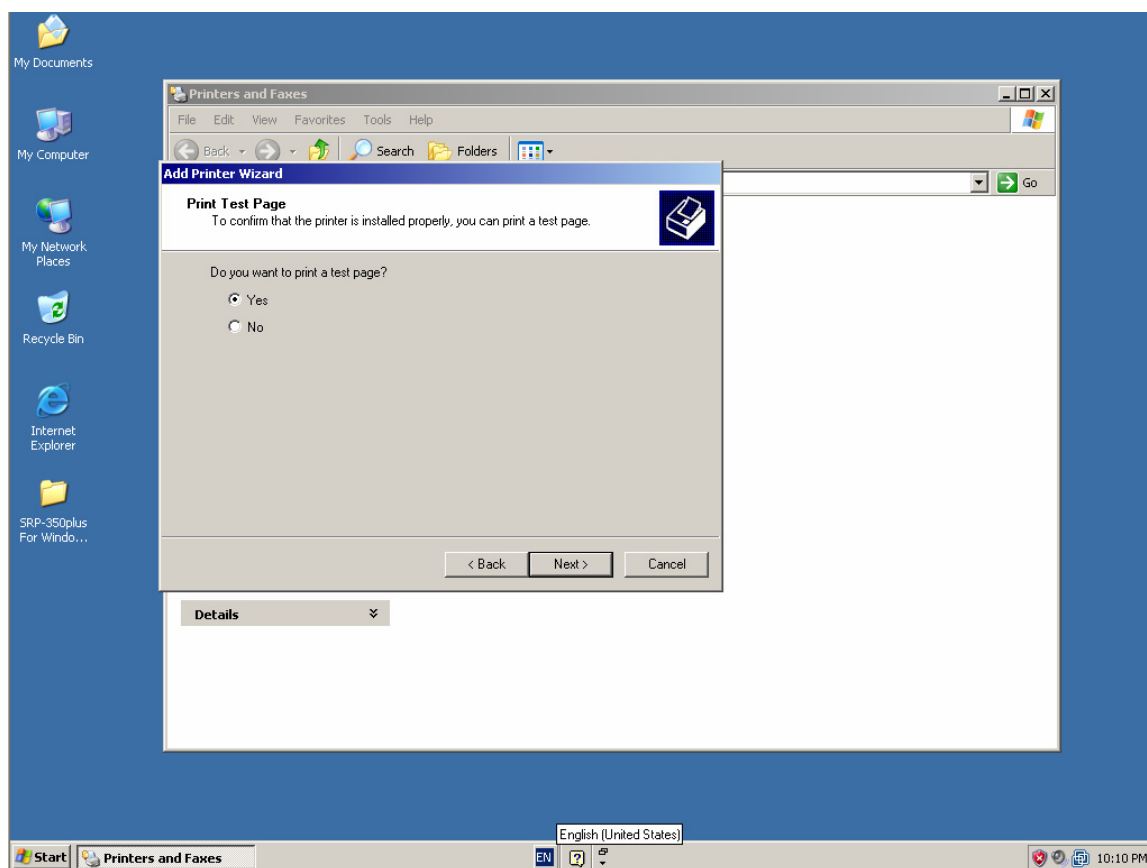 My Documents
My Computer
My Network
Places
Recycle Bin
Internet
Explorer
SRP-350plus
For Windo...
Printers and Faxes
File Edit View Favorites Tools Help
Back Search Folders
Go
Add Printer Wizard
Print Test Page
To confirm that the printer is installed properly, you can print a test page.
Do you want to print a test page?
Yes
No
< Back Next > Cancel
Details
English (United States)
Start Printers and Faxes EN 10:10 PM